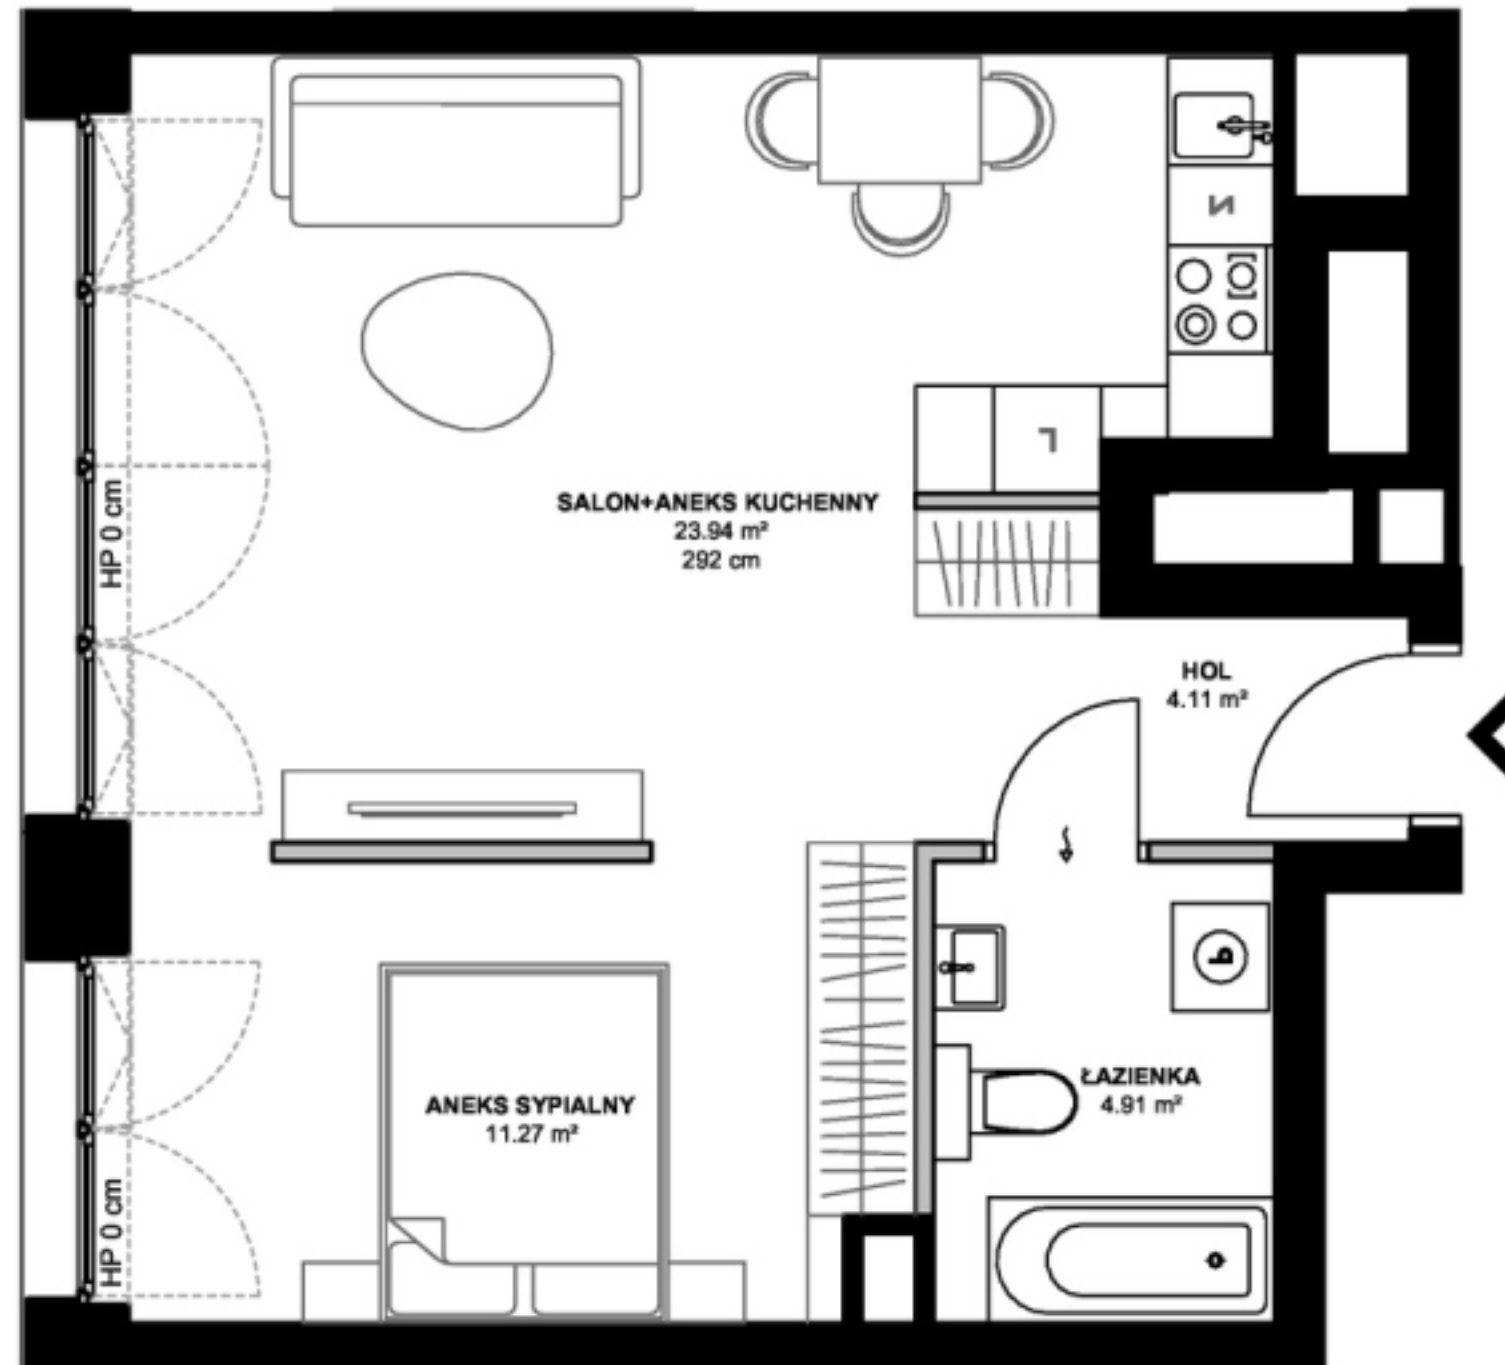 N
L
HP 0 cm
SALON+ANEKS KUCHENNY
23.94 m²
292 cm
HOL
4.11 m²
P
ŁAZIENKA
4.91 m²
ANEKS SYPIALNY
11.27 m²
HP 0 cm